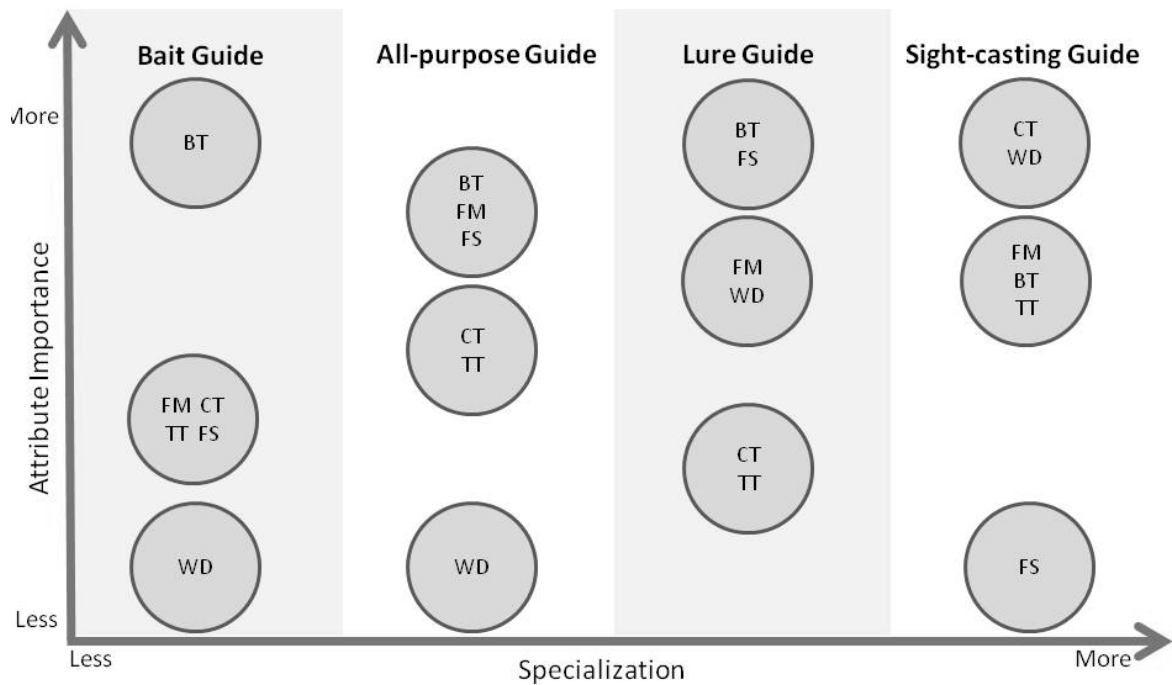 Bait Guide
All-purpose Guide
Lure Guide
Sight-casting Guide
More
BT
BT
FM
FS
BT
FS
CT
WD
CT
TT
FM
WD
FM
BT
TT
FM CT
TT FS
CT
TT
WD
WD
FS
Attribute Importance
Less
Less
Specialization
More